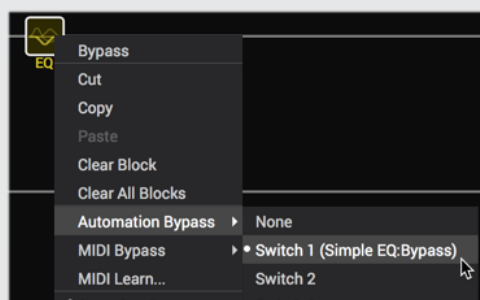 EQ
Bypass
Cut
Copy
Paste
Clear Block
Clear All Blocks
Automation Bypass
None
MIDI Bypass
Switch 1 (Simple EQ:Bypass)
MIDI Learn...
Switch 2